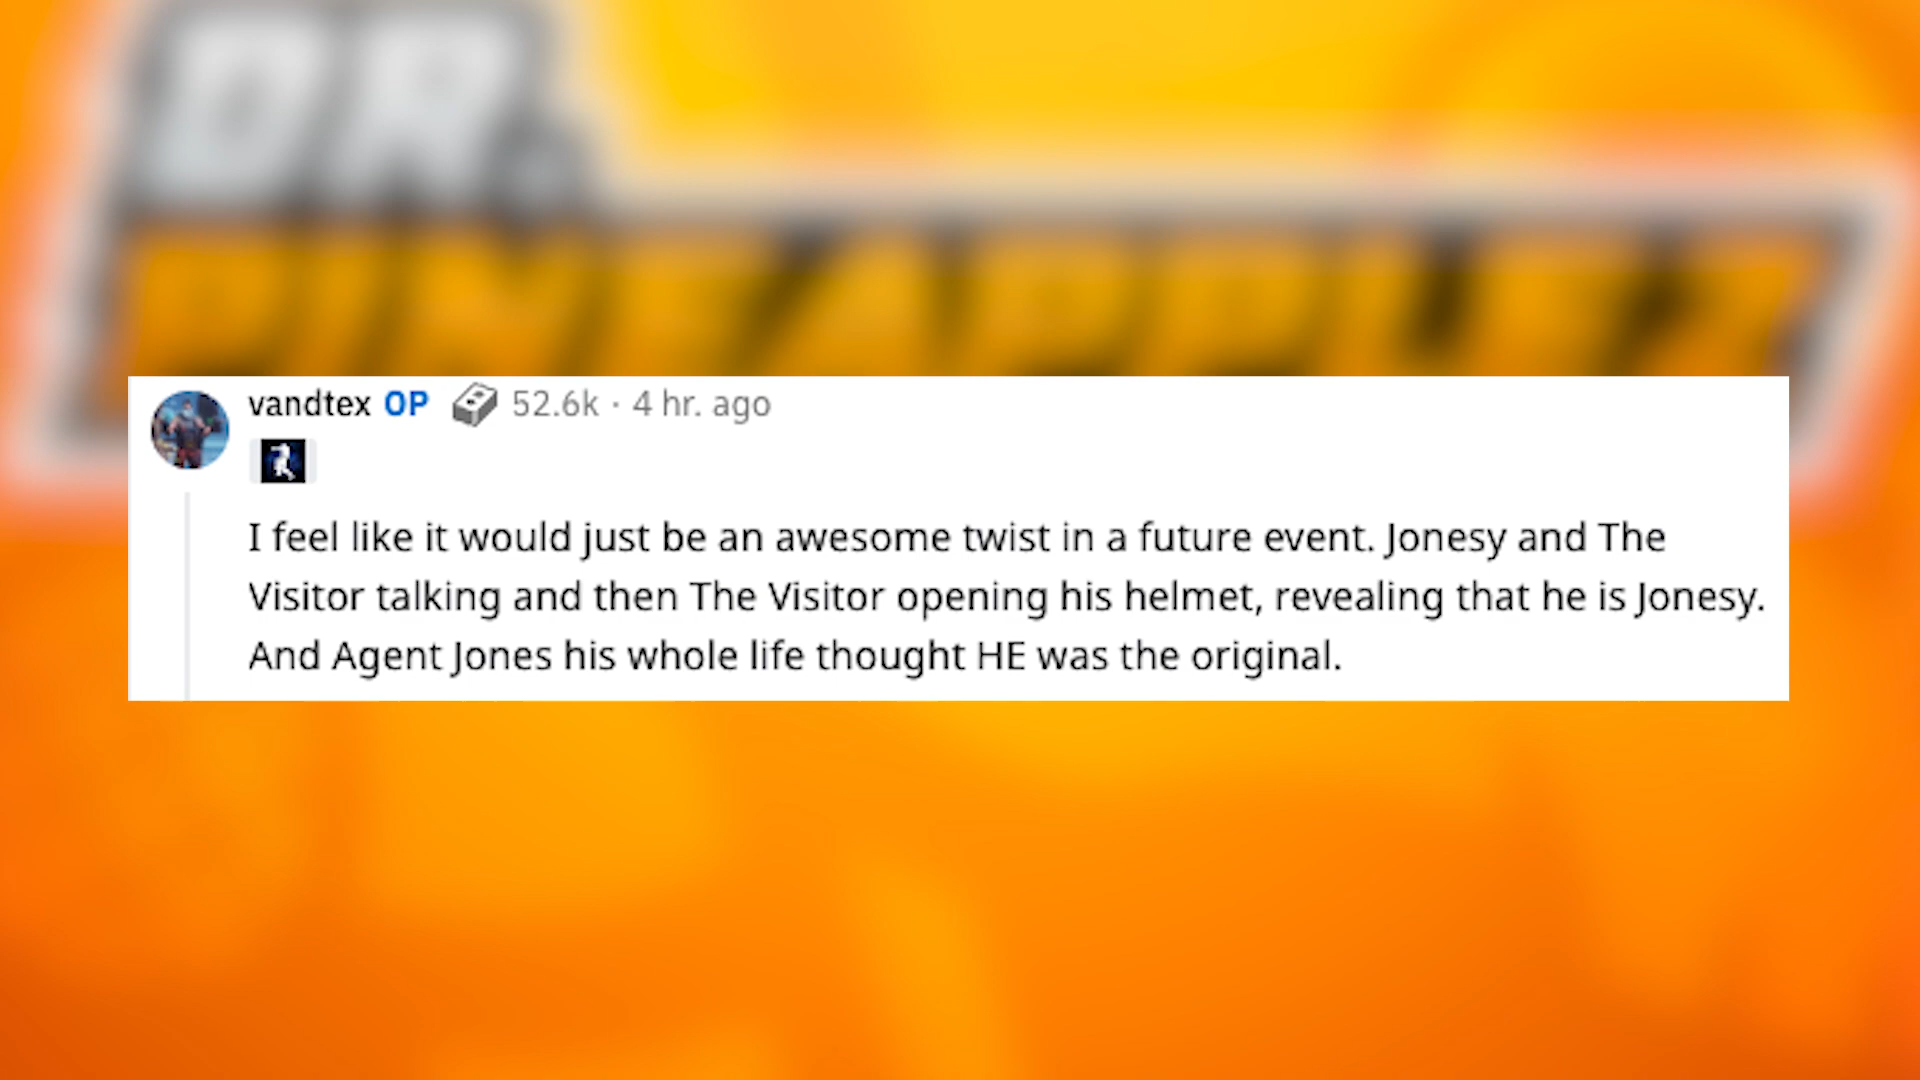 DR.
vandtex OP 52.6k · 4 hr. ago
I feel like it would just be an awesome twist in a future event. Jonesy and The
Visitor talking and then The Visitor opening his helmet, revealing that he is Jonesy.
And Agent Jones his whole life thought HE was the original.